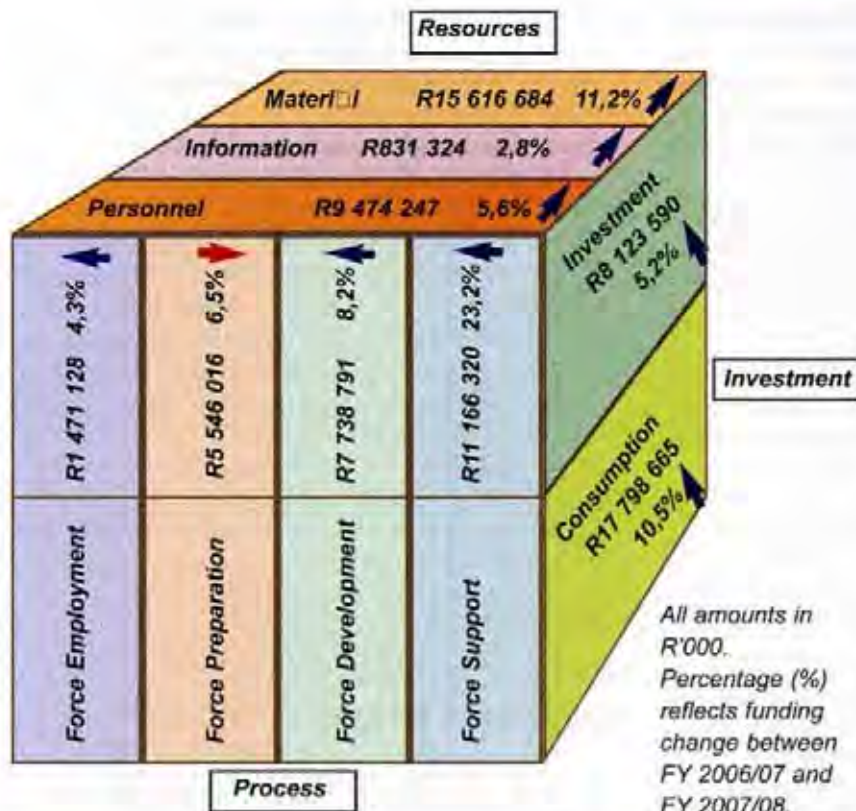 Resources
Materi□l R15 616 684 11,2%
Information R831 324 2,8%
Personnel R9 474 247 5,6%
Investment
R8 123 590
5,2%
R1 471 128 4,3%
R5 546 016 6,5%
R7 738 791 8,2%
R11 166 320 23,2%
Investment
Consumption
R17 798 665
10,5%
Force Employment
Force Preparation
Force Development
Force Support
Process
All amounts in
R'000.
Percentage (%)
reflects funding
change between
FY 2006/07 and
FY 2007/08